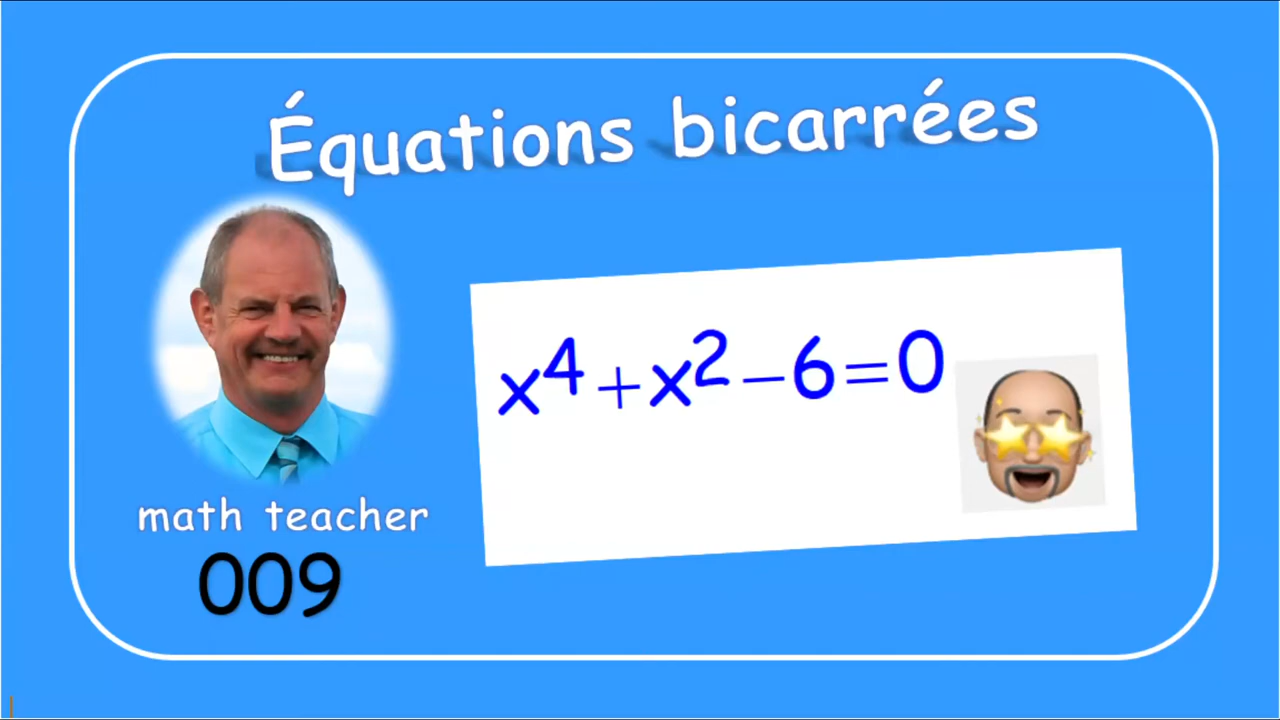 Équations bicarrées
x⁴+x²−6=0
math teacher
009